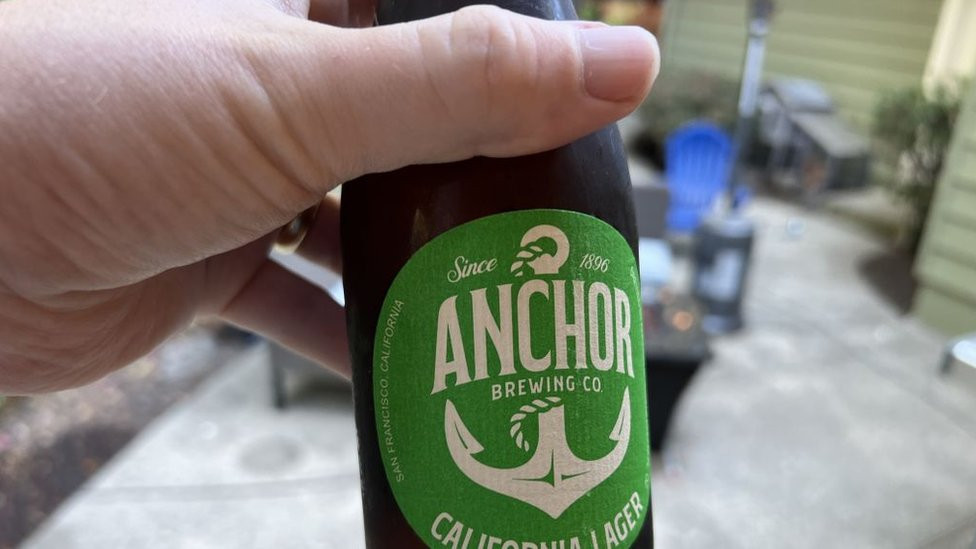 Since 1896
ANCHOR
BREWING CO
SAN FRANCISCO, CALIFORNIA
CALIFORNIA LAGER